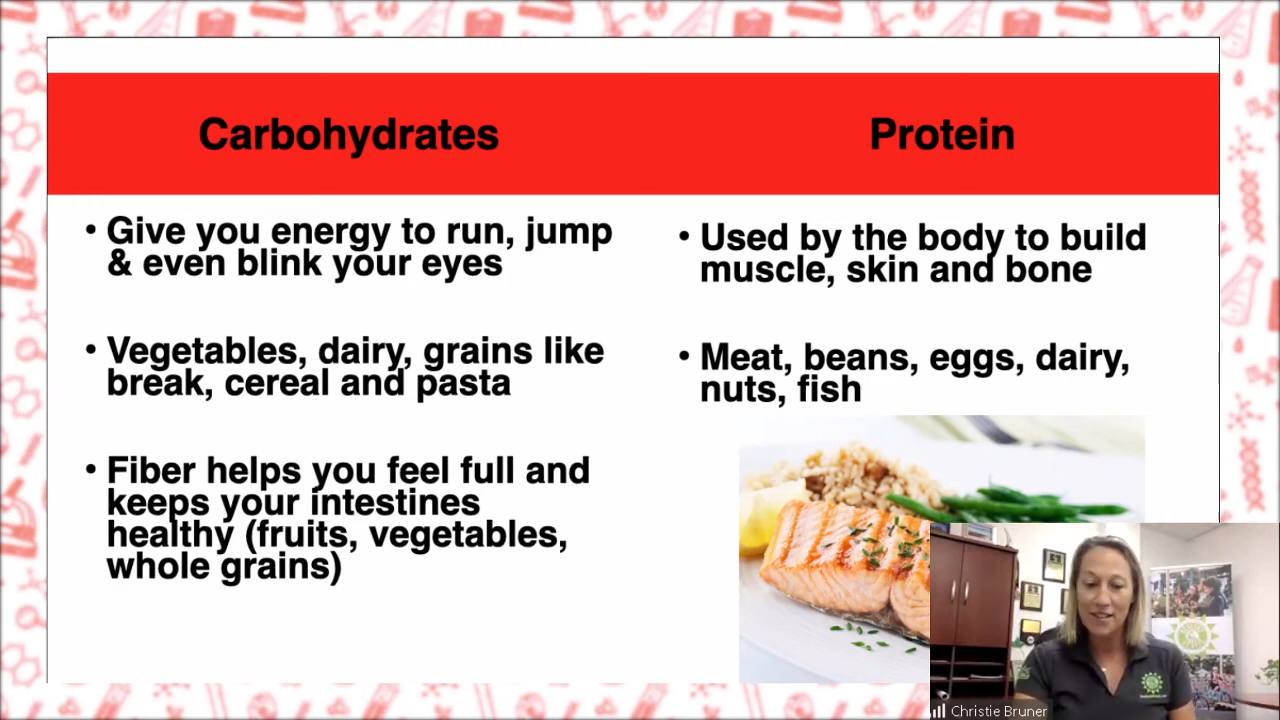 Carbohydrates
Protein
• Give you energy to run, jump
& even blink your eyes
• Vegetables, dairy, grains like
break, cereal and pasta
• Fiber helps you feel full and
keeps your intestines
healthy (fruits, vegetables,
whole grains)
• Used by the body to build
muscle, skin and bone
• Meat, beans, eggs, dairy,
nuts, fish
Christie Bruner